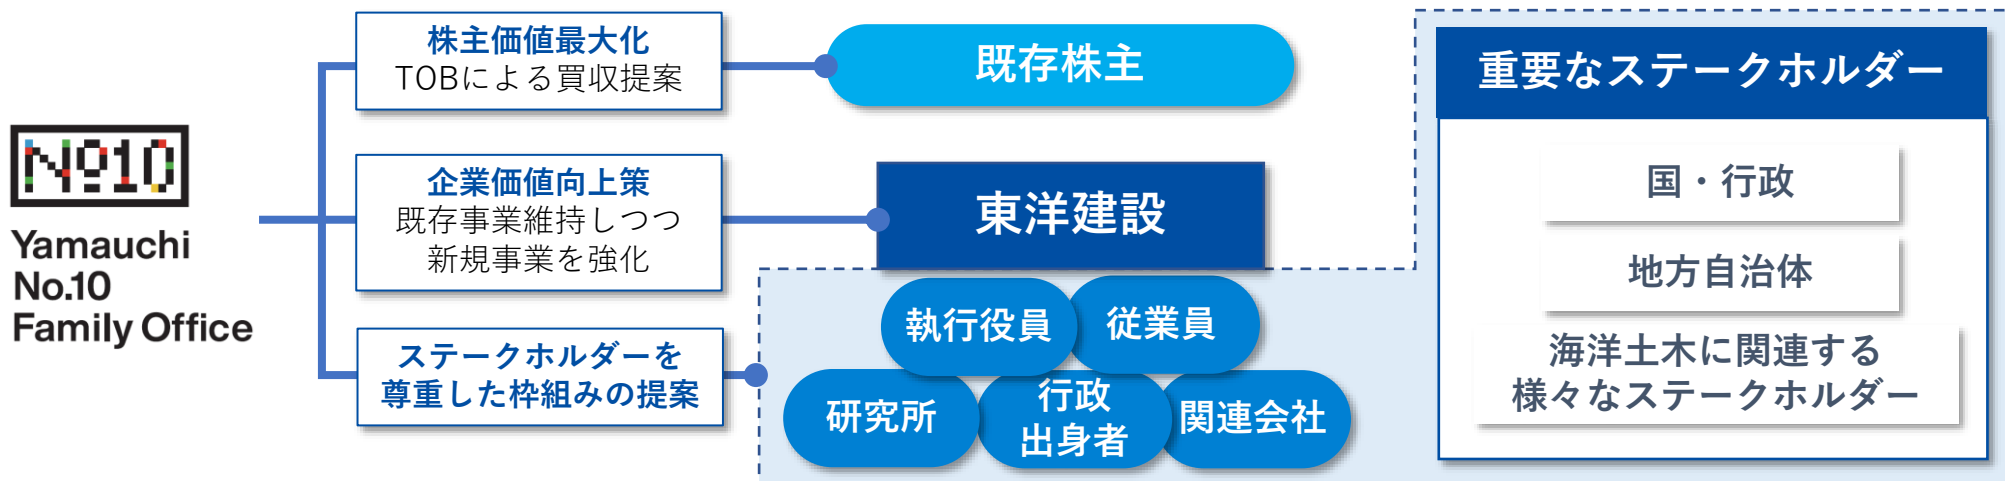 Nº10
Yamauchi
No.10
Family Office
株主価値最大化
TOBによる買収提案
企業価値向上策
既存事業維持しつつ
新規事業を強化
ステークホルダーを
尊重した枠組みの提案
既存株主
東洋建設
執行役員
従業員
研究所
行政
出身者
関連会社
重要なステークホルダー
国・行政
地方自治体
海洋土木に関連する
様々なステークホルダー